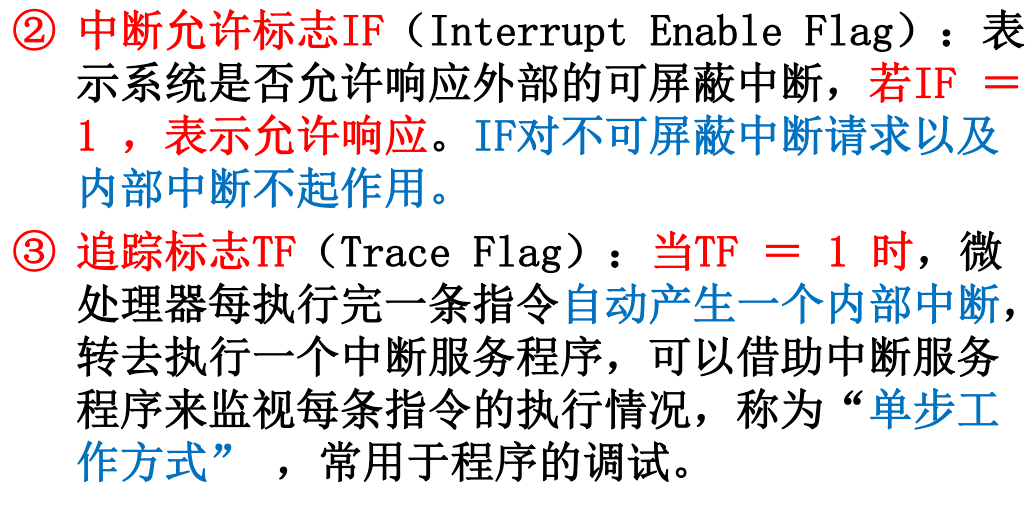 ② 中断允许标志IF（Interrupt Enable Flag）：表
示系统是否允许响应外部的可屏蔽中断，若IF ＝
1 ，表示允许响应。IF对不可屏蔽中断请求以及
内部中断不起作用。
③ 追踪标志TF（Trace Flag）：当TF ＝ 1 时，微
处理器每执行完一条指令自动产生一个内部中断，
转去执行一个中断服务程序，可以借助中断服务
程序来监视每条指令的执行情况，称为“单步工
作方式” ，常用于程序的调试。